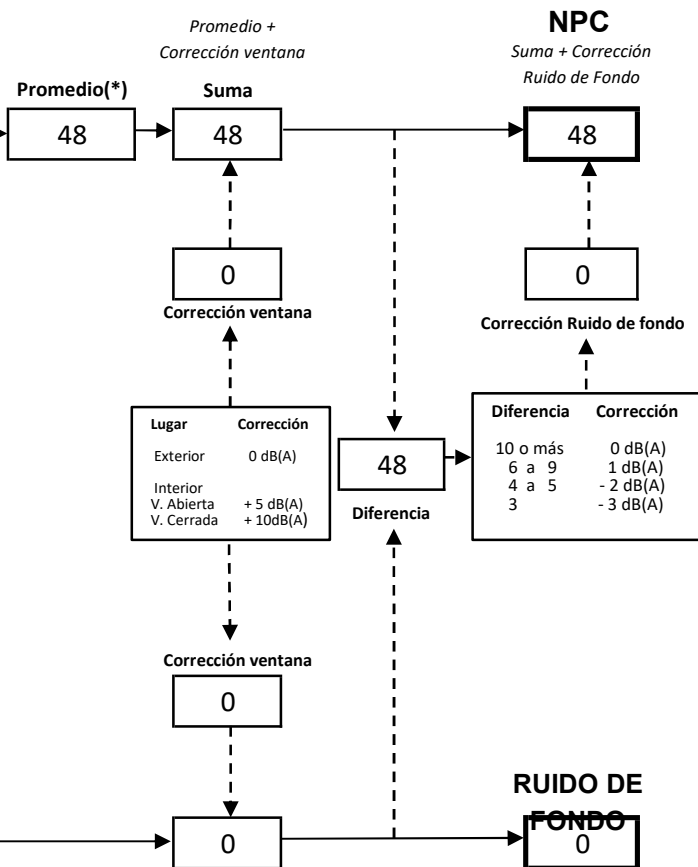 NPC
Promedio +
Corrección ventana
Suma + Corrección
Ruido de Fondo
Promedio(*)
Suma
48
48
48
0
0
Corrección ventana
Corrección Ruido de fondo
Lugar Corrección
Exterior 0 dB(A)
Interior
V. Abierta + 5 dB(A)
V. Cerrada + 10dB(A)
48
Diferencia
Diferencia Corrección
10 o más 0 dB(A)
6 a 9 1 dB(A)
4 a 5 - 2 dB(A)
3 - 3 dB(A)
Corrección ventana
0
RUIDO DE
FONDO
0
0